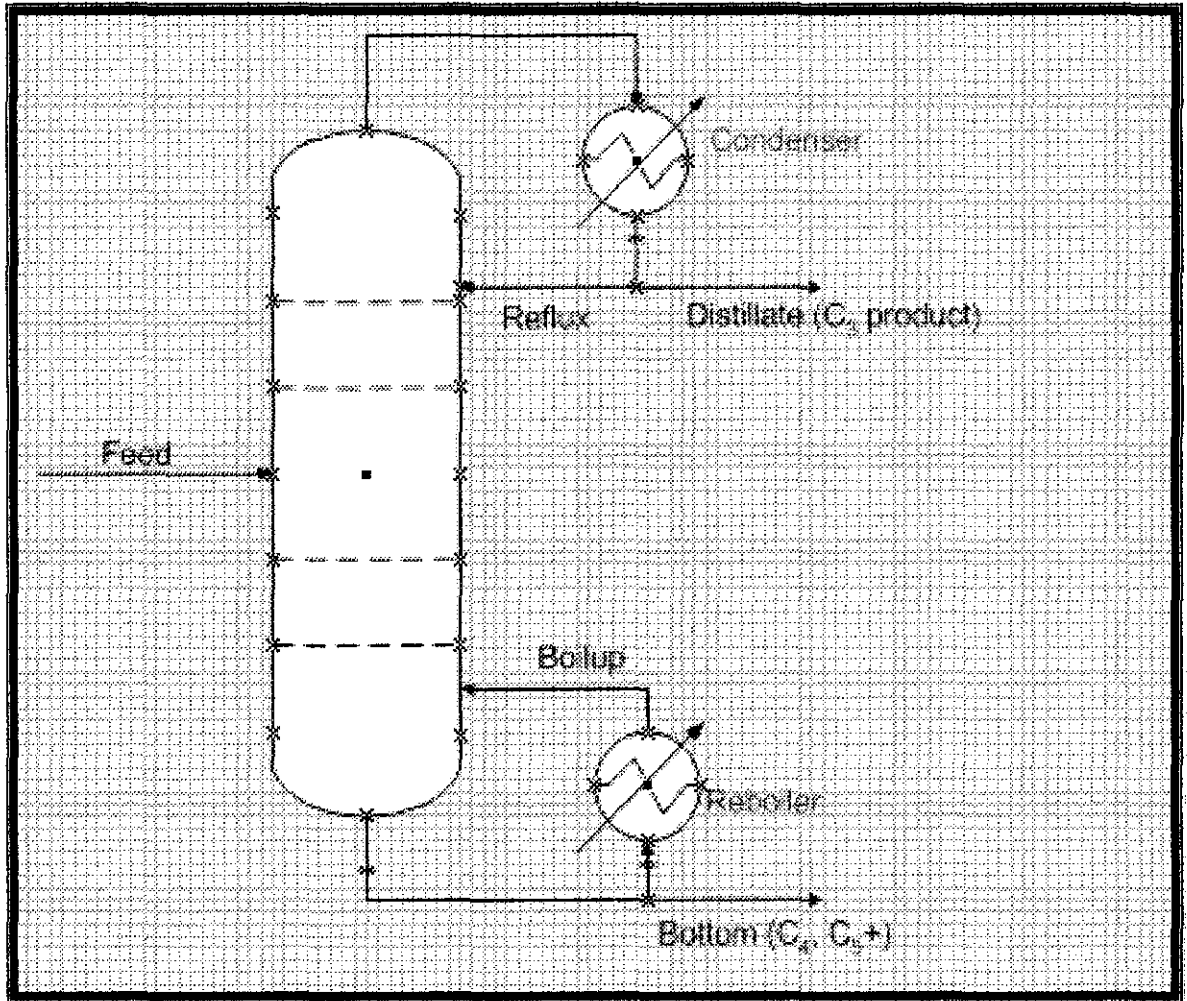 Condenser
Reflux
Distillate (C₃ product)
Feed
Boilup
Reboiler
Bottom (C₄, C₅+)